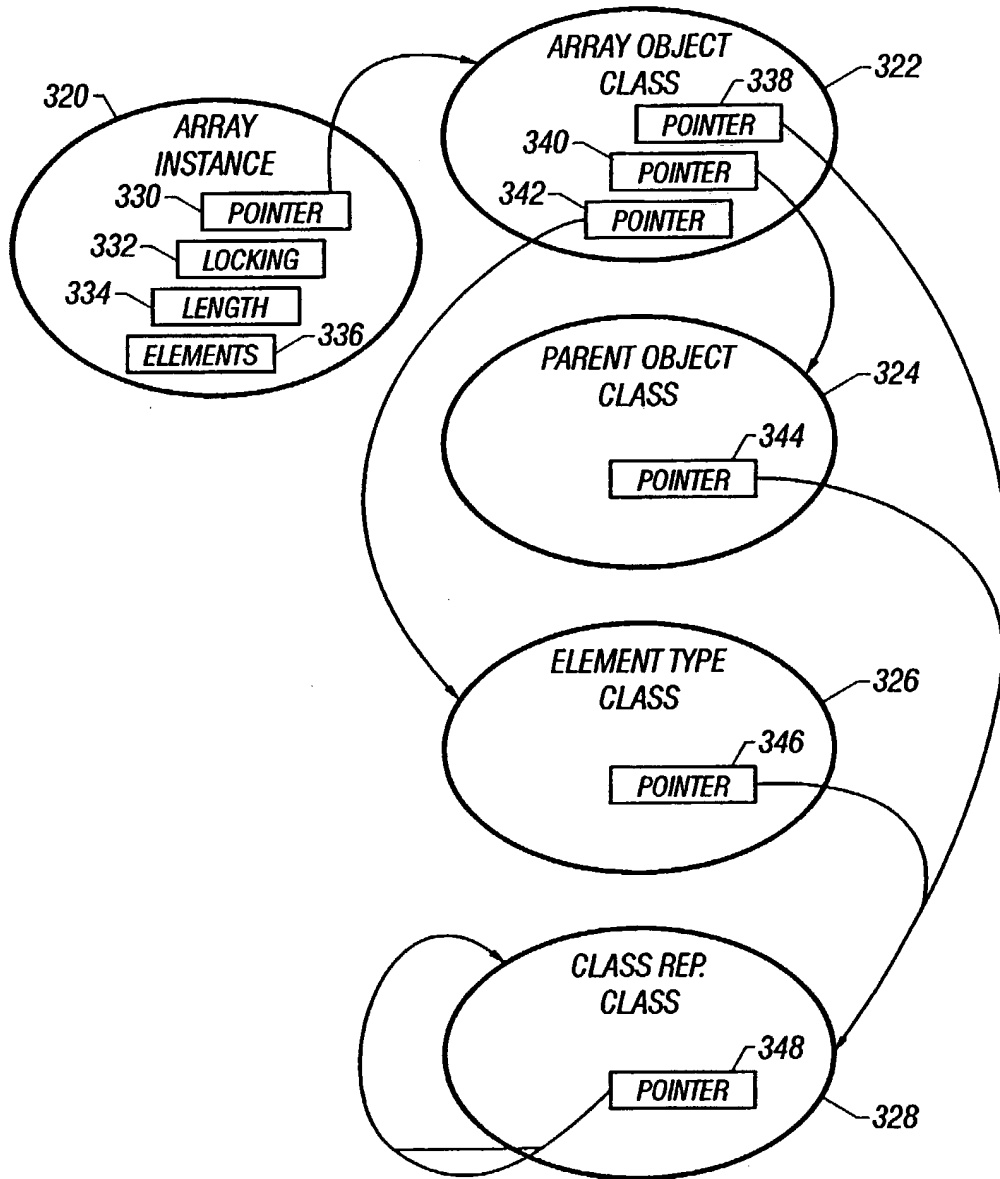 320
ARRAY
INSTANCE
330
POINTER
332
LOCKING
334
LENGTH
ELEMENTS
336
ARRAY OBJECT
CLASS
322
338
POINTER
340
POINTER
342
POINTER
PARENT OBJECT
CLASS
324
344
POINTER
ELEMENT TYPE
CLASS
326
346
POINTER
CLASS REP.
CLASS
348
POINTER
328